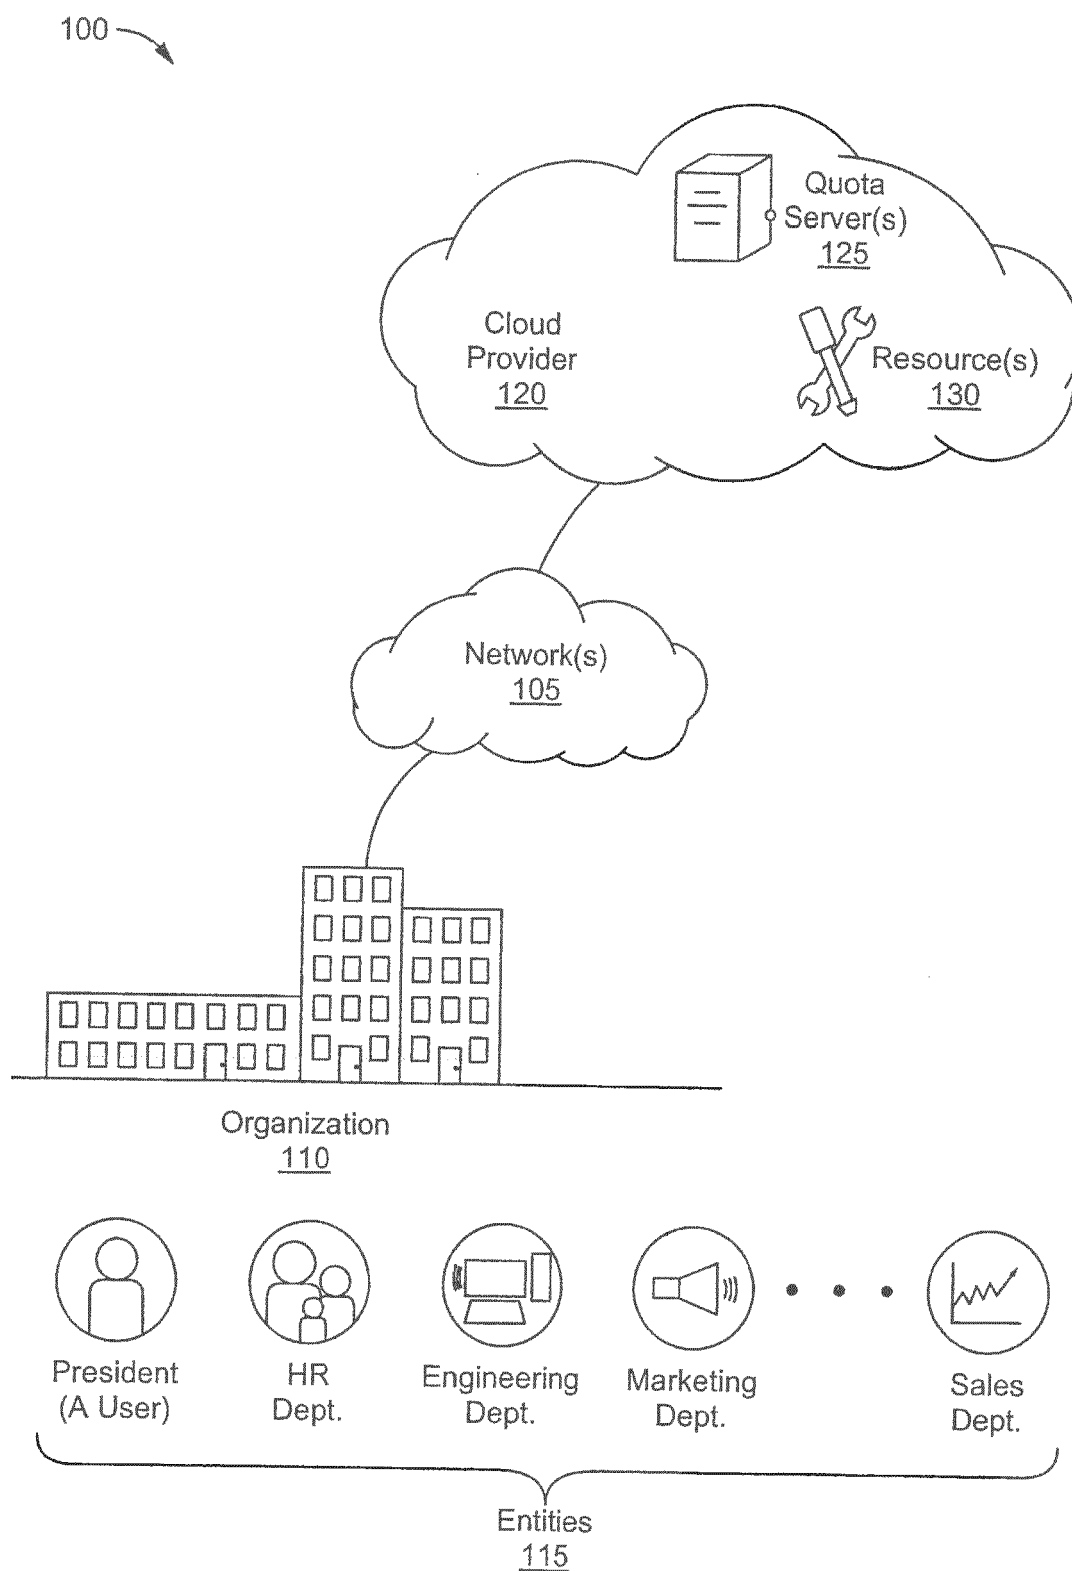 100
Quota
Server(s)
125
Cloud
Provider
120
Resource(s)
130
Network(s)
105
Organization
110
President
(A User)
HR
Dept.
Engineering
Dept.
Marketing
Dept.
Sales
Dept.
Entities
115